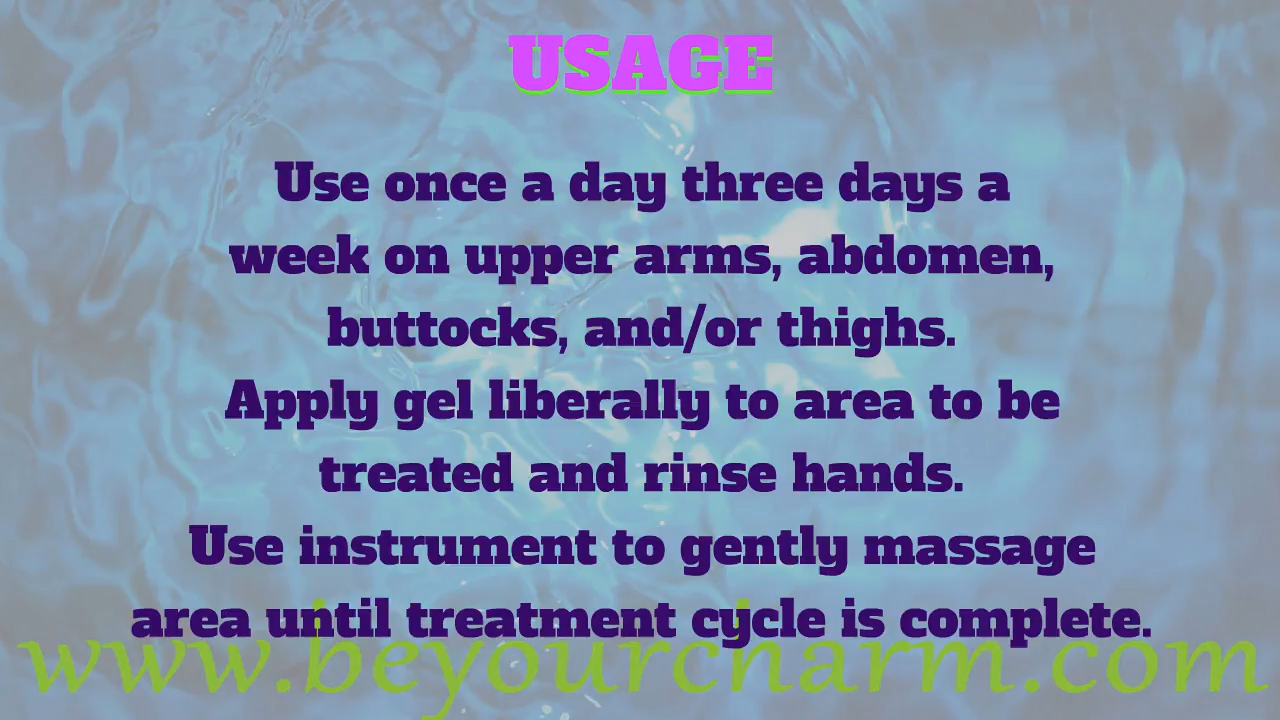 USAGE
Use once a day three days a
week on upper arms, abdomen,
buttocks, and/or thighs.
Apply gel liberally to area to be
treated and rinse hands.
Use instrument to gently massage
area until treatment cycle is complete.
www.beyourcharm.com